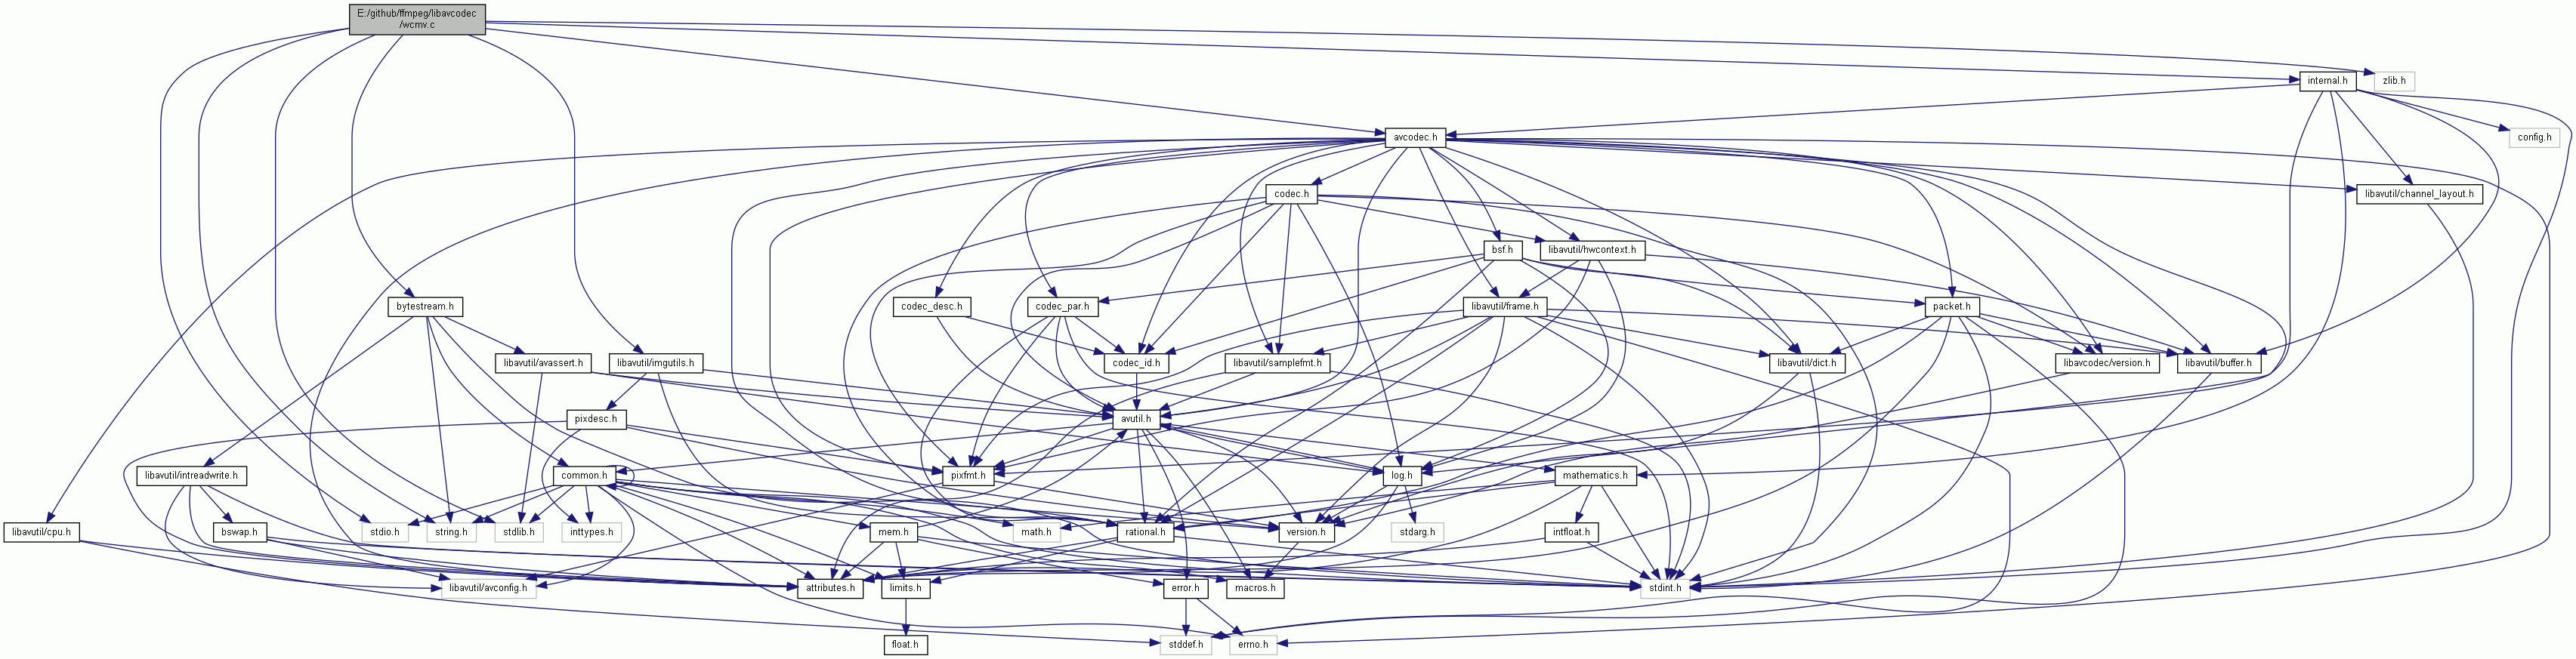 E:/github/ffmpeg/libavcodec
/wcmv.c
internal.h
zlib.h
avcodec.h
config.h
codec.h
libavutil/channel_layout.h
bsf.h
libavutil/hwcontext.h
bytestream.h
codec_desc.h
codec_par.h
libavutil/frame.h
packet.h
libavutil/avassert.h
libavutil/imgutils.h
codec_id.h
libavutil/samplefmt.h
libavutil/dict.h
libavcodec/version.h
libavutil/buffer.h
pixdesc.h
avutil.h
libavutil/intreadwrite.h
common.h
pixfmt.h
log.h
mathematics.h
libavutil/cpu.h
bswap.h
stdio.h
string.h
stdlib.h
inttypes.h
mem.h
math.h
rational.h
version.h
stdarg.h
intfloat.h
libavutil/avconfig.h
attributes.h
limits.h
error.h
macros.h
stdint.h
float.h
stddef.h
errno.h